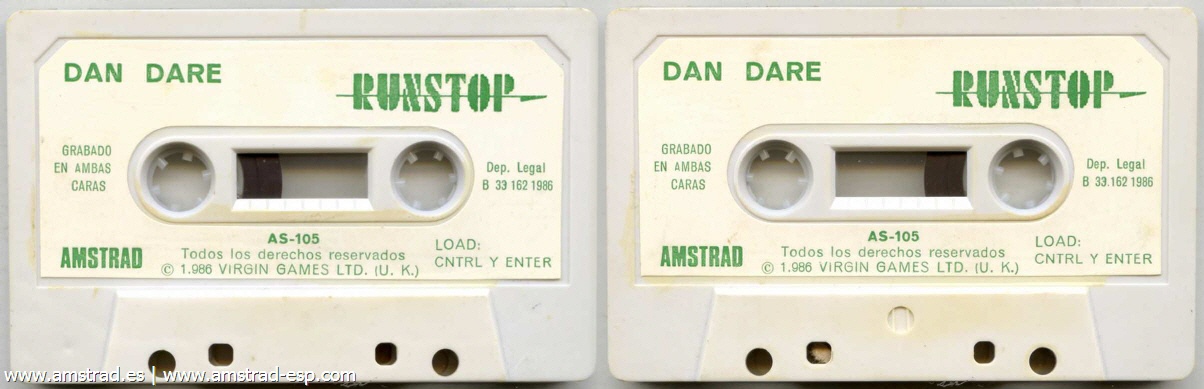 DAN DARE
RUNSTOP
GRABADO
EN AMBAS
CARAS
Dep. Legal
B 33.162 1986
AS-105
Todos los derechos reservados
© 1.986 VIRGIN GAMES LTD. (U. K.)
AMSTRAD
LOAD:
CNTRL Y ENTER
DAN DARE
RUNSTOP
GRABADO
EN AMBAS
CARAS
Dep. Legal
B 33.162 1986
AS-105
Todos los derechos reservados
© 1.986 VIRGIN GAMES LTD. (U. K.)
AMSTRAD
LOAD:
CNTRL Y ENTER
www.amstrad.es | www.amstrad-esp.com